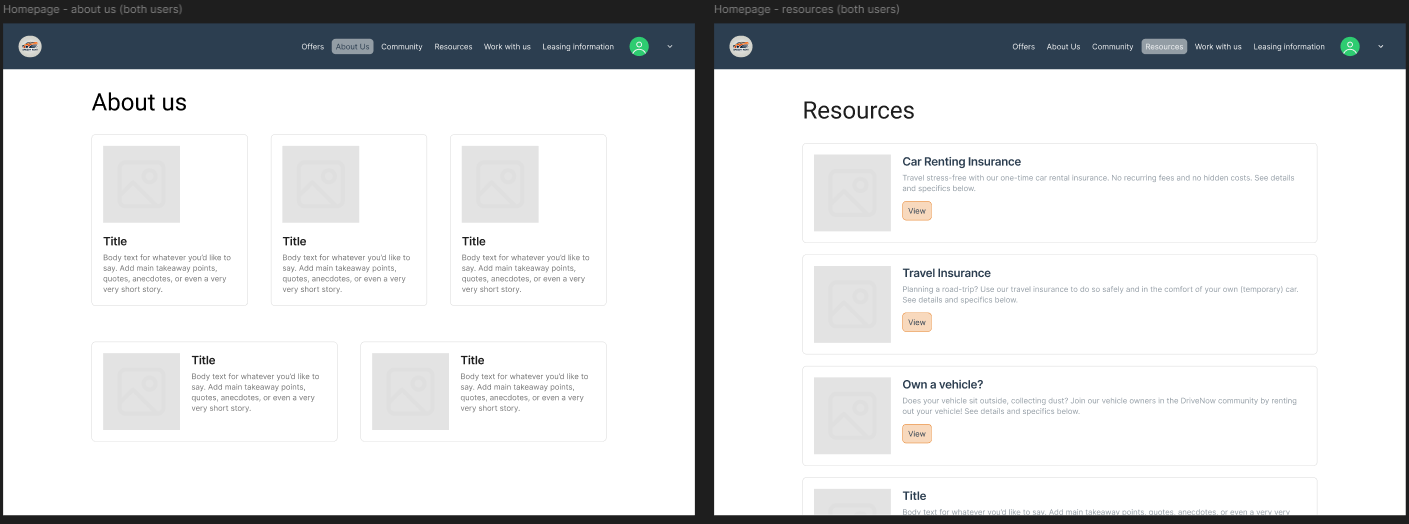 Homepage - about us (both users)
Offers About Us Community Resources Work with us Leasing information
About us
Title
Body text for whatever you'd like to
say. Add main takeaway points,
quotes, anecdotes, or even a very
very short story.
Title
Body text for whatever you'd like to
say. Add main takeaway points,
quotes, anecdotes, or even a very
very short story.
Title
Body text for whatever you'd like to
say. Add main takeaway points,
quotes, anecdotes, or even a very
very short story.
Title
Body text for whatever you'd like to
say. Add main takeaway points,
quotes, anecdotes, or even a very
very short story.
Title
Body text for whatever you'd like to
say. Add main takeaway points,
quotes, anecdotes, or even a very
very short story.
Homepage - resources (both users)
Offers About Us Community Resources Work with us Leasing information
Resources
Car Renting Insurance
Travel stress-free with our one-time car rental insurance. No recurring fees and no hidden costs. See details
and specifics below.
View
Travel Insurance
Planning a road-trip? Use our travel insurance to do so safely and in the comfort of your own (temporary) car.
See details and specifics below.
View
Own a vehicle?
Does your vehicle sit outside, collecting dust? Join our vehicle owners in the DriveNow community by renting
out your vehicle! See details and specifics below.
View
Title
Body text for whatever you'd like to say. Add main takeaway points, quotes, anecdotes, or even a very very